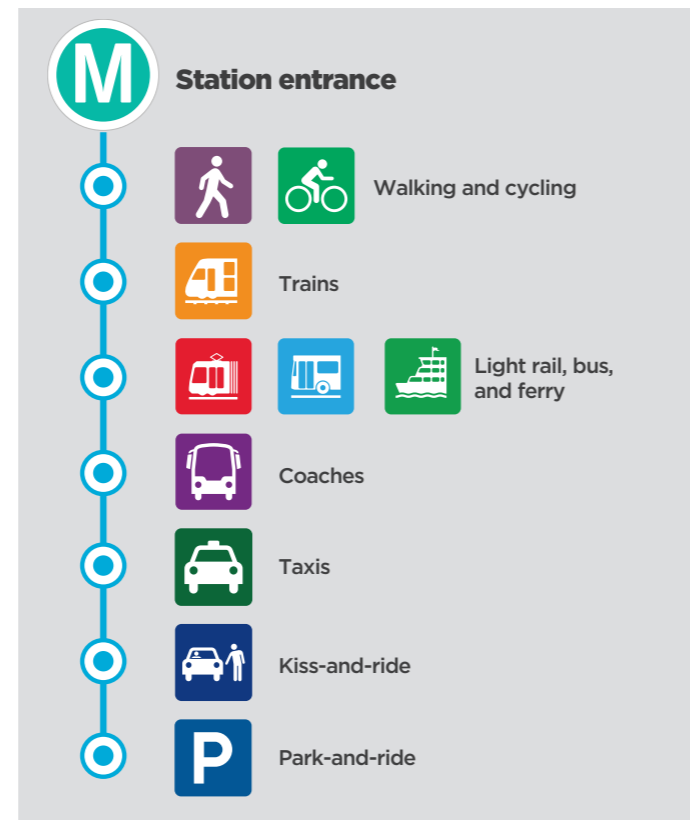 M
Station entrance
Walking and cycling
Trains
Light rail, bus,
and ferry
Coaches
Taxis
Kiss-and-ride
P
Park-and-ride